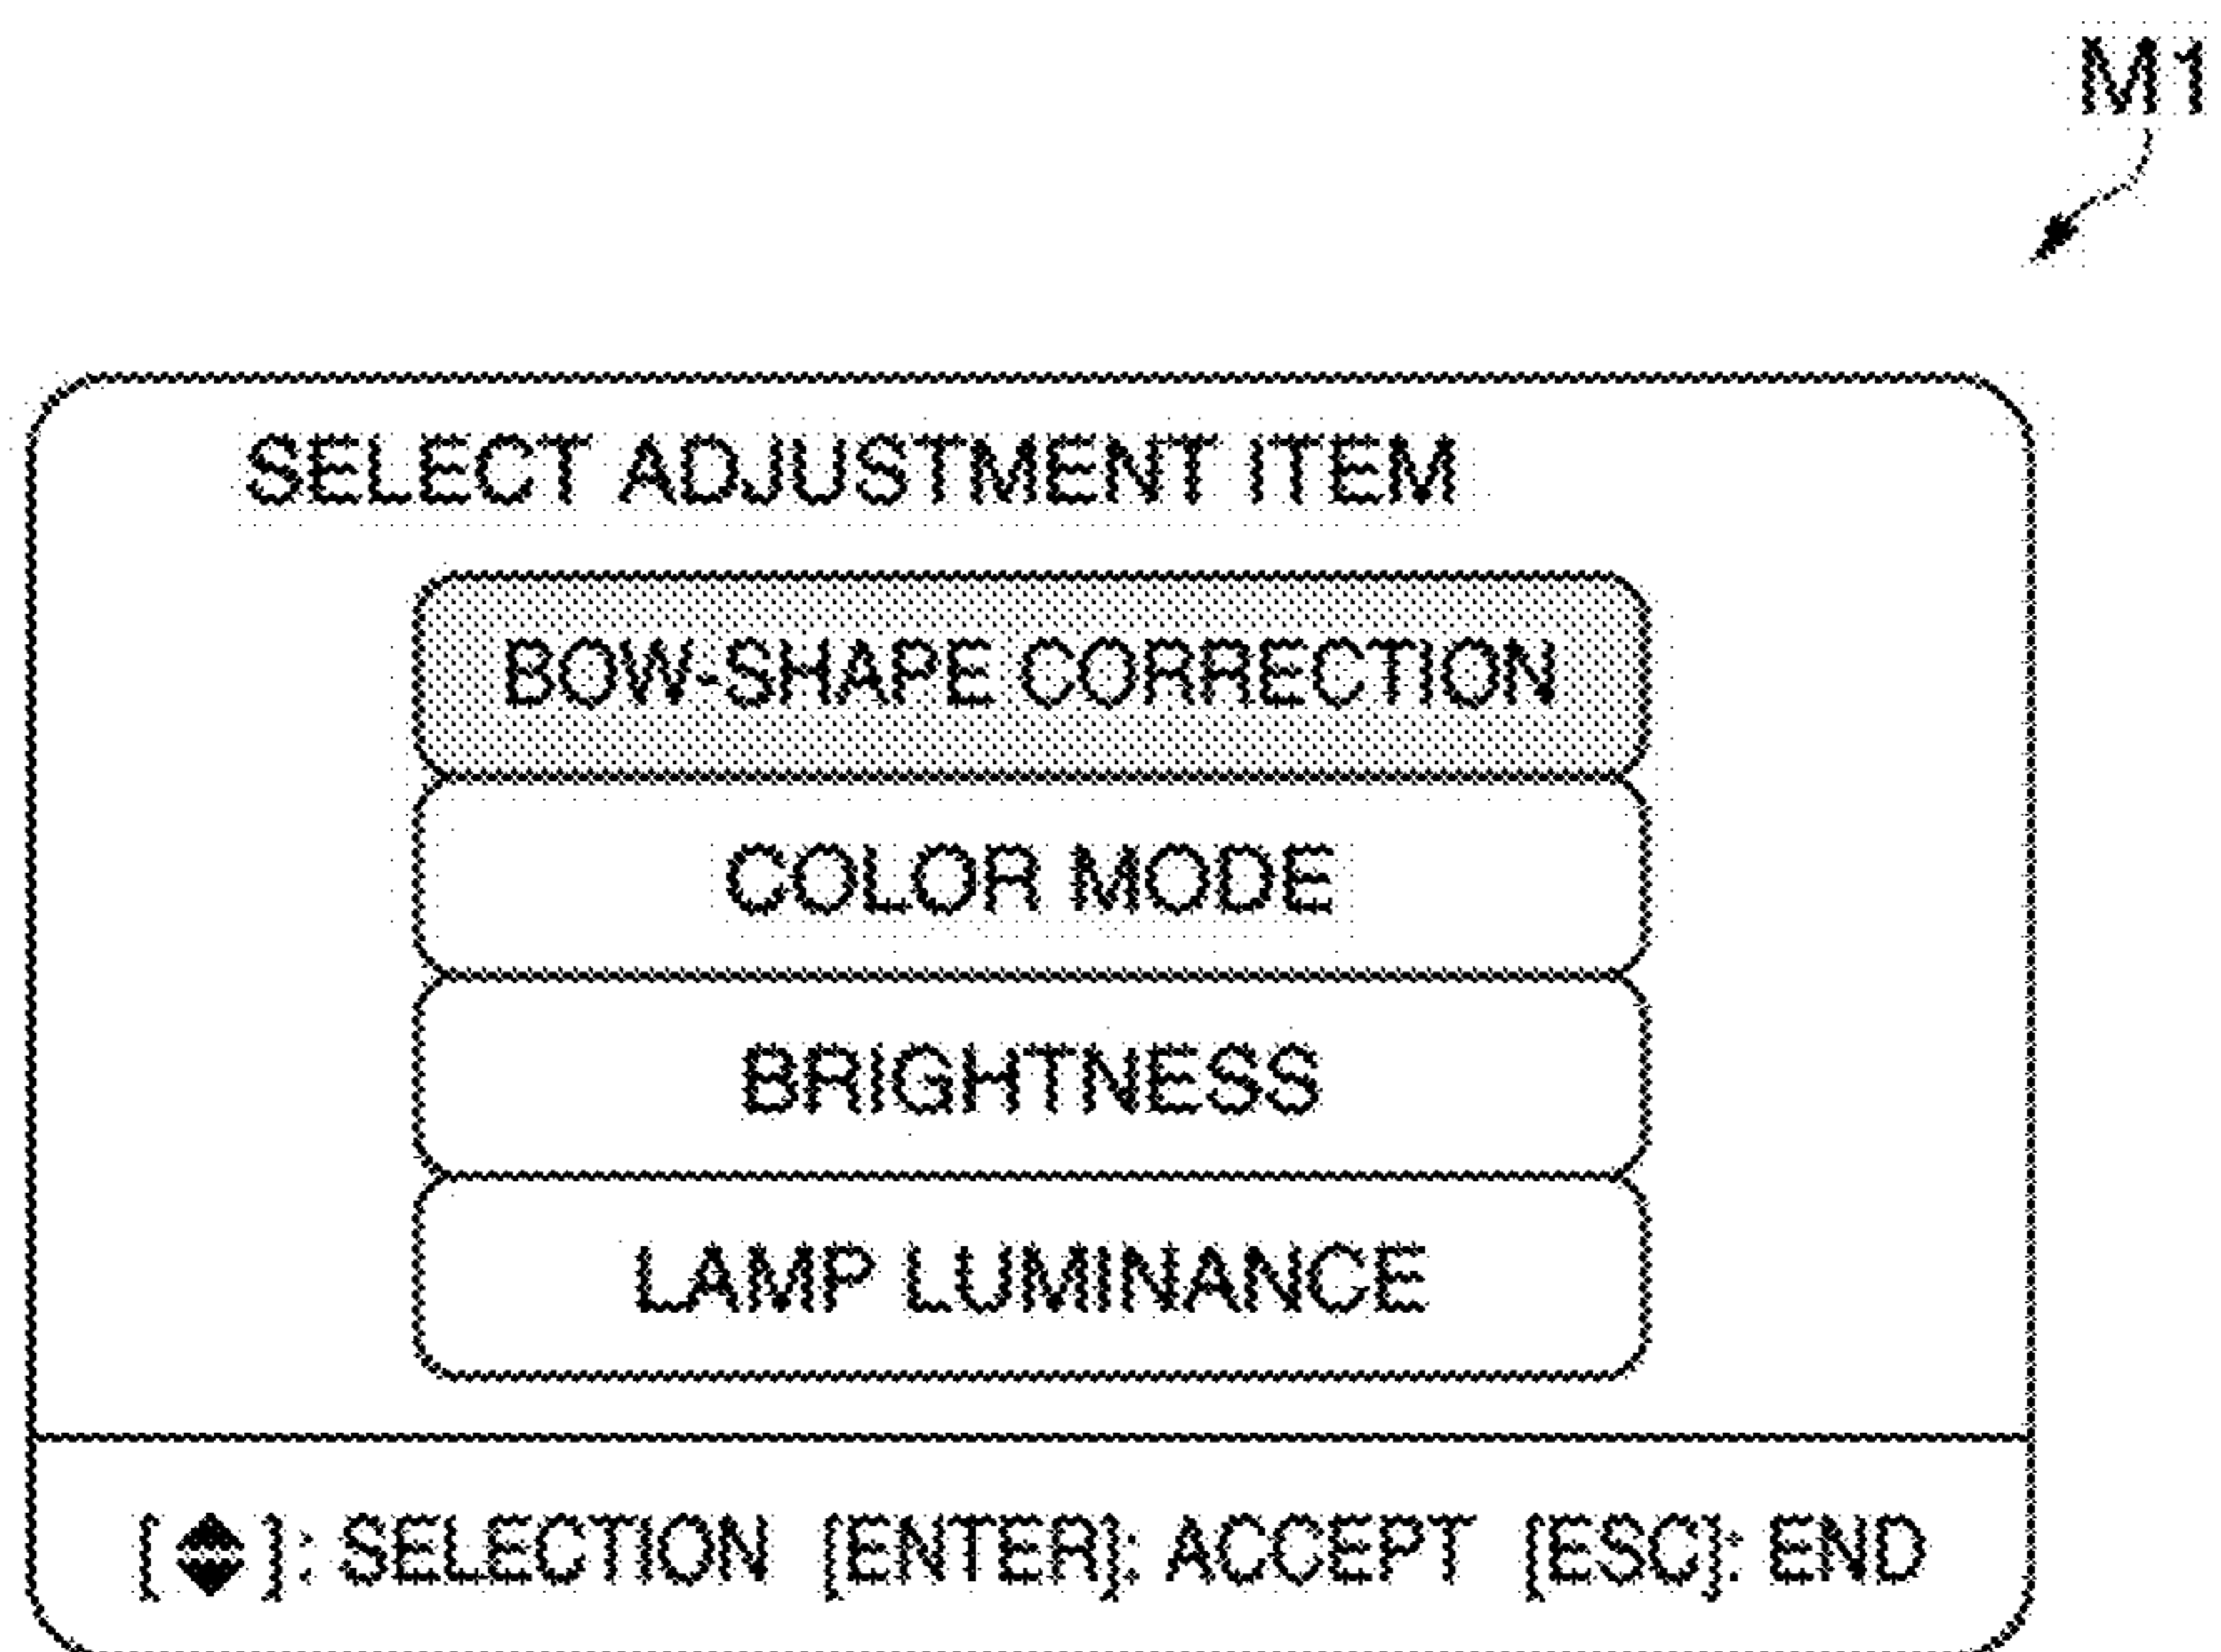 M1
SELECT ADJUSTMENT ITEM
BOW-SHAPE CORRECTION
COLOR MODE
BRIGHTNESS
LAMP LUMINANCE
[◆]: SELECTION [ENTER]: ACCEPT [ESC]: END